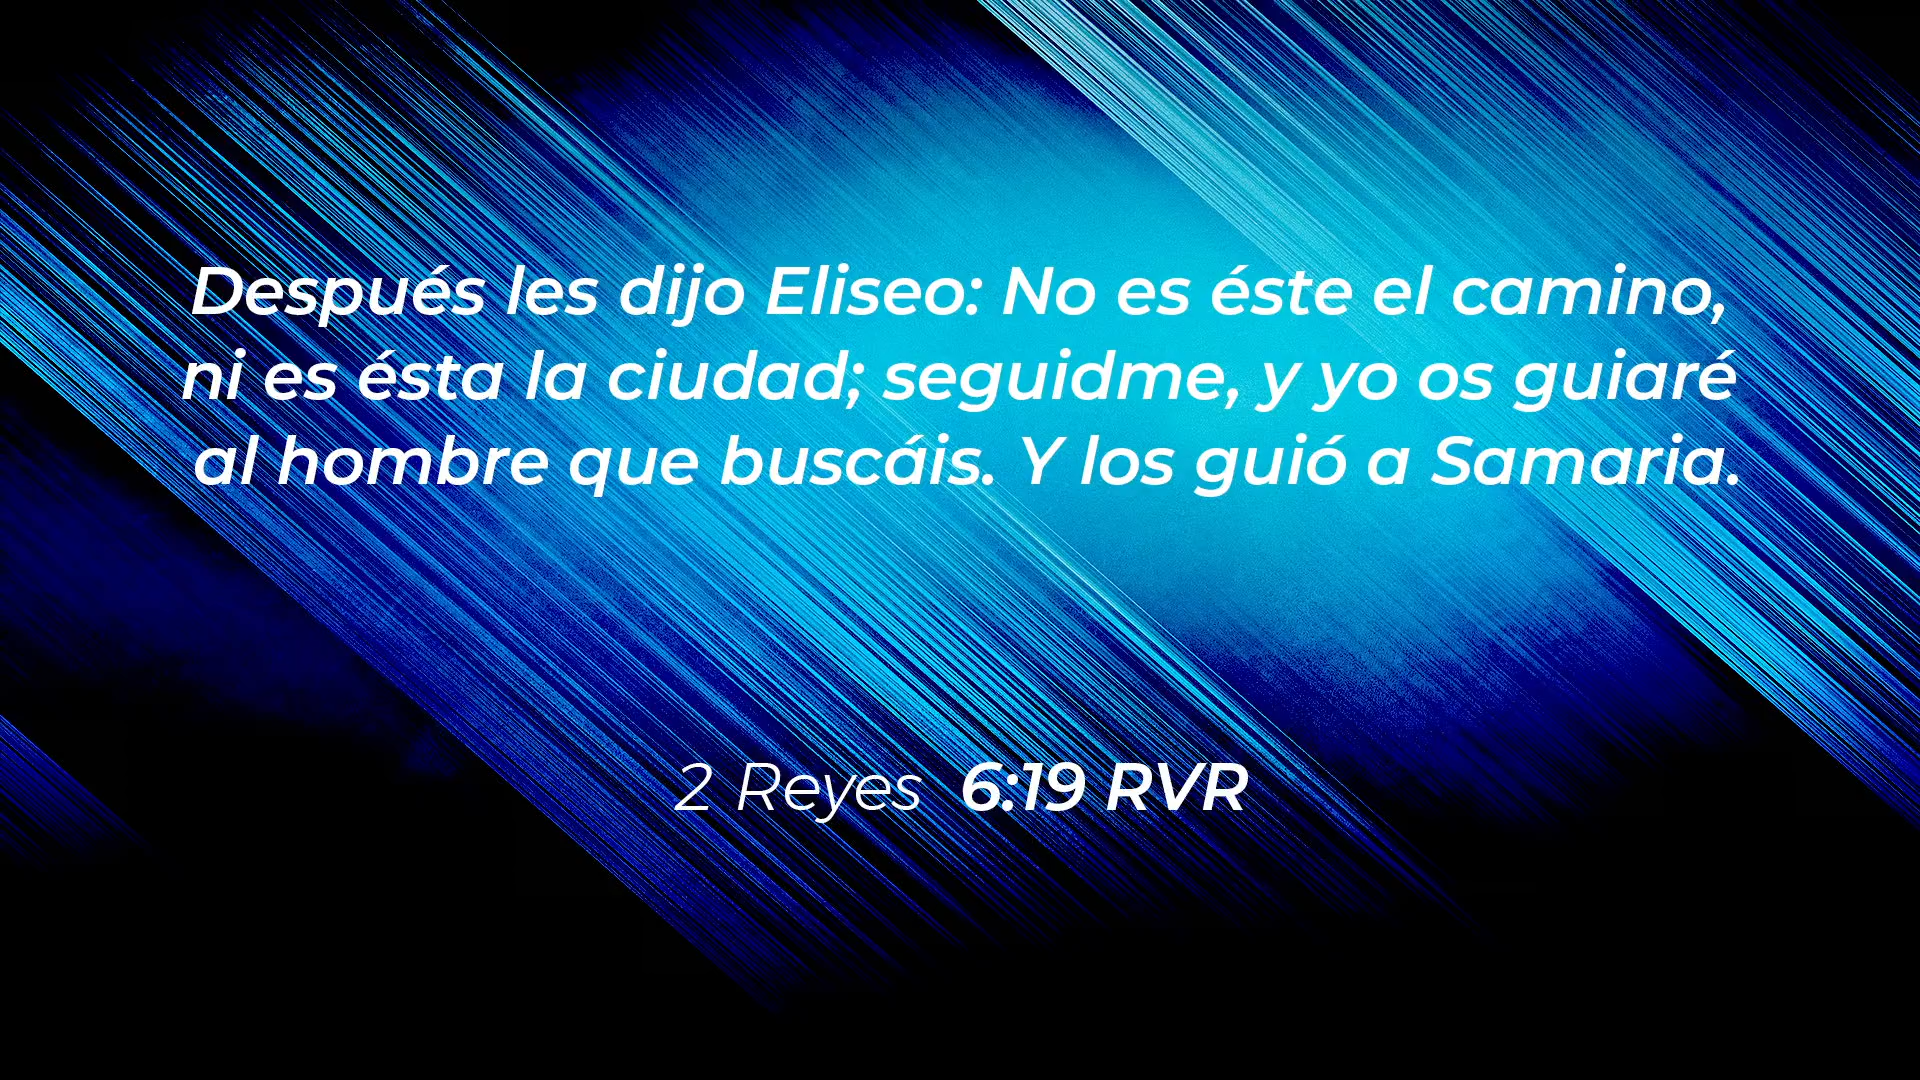 Después les dijo Eliseo: No es éste el camino,
ni es ésta la ciudad; seguidme, y yo os guiaré
al hombre que buscáis. Y los guió a Samaria.
2 Reyes 6:19 RVR